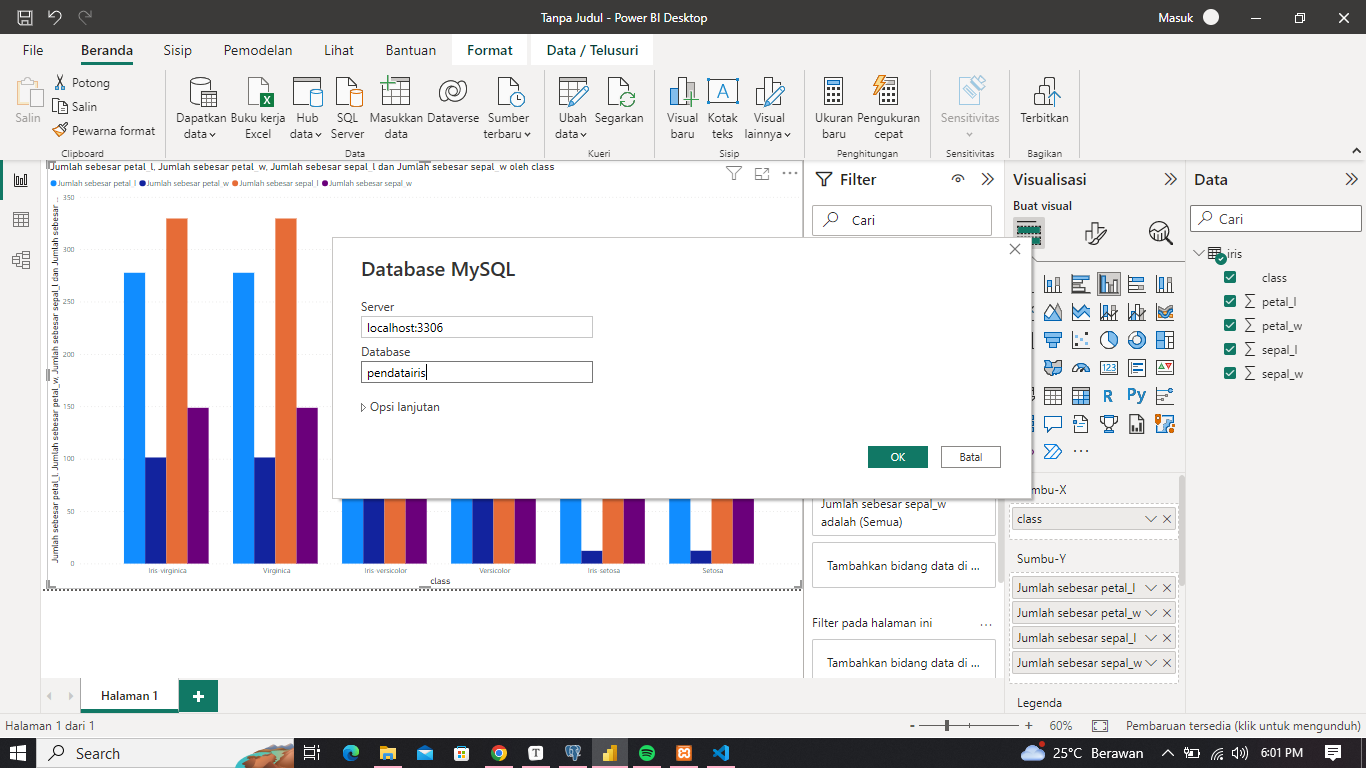 Tanpa Judul - Power BI Desktop
Masuk
File
Beranda
Sisip
Pemodelan
Lihat
Bantuan
Format
Data / Telusuri
Salin
Potong
Salin
Pewarna format
Clipboard
Dapatkan data
Buku kerja Excel
Hub data
SQL Server
Masukkan data
Dataverse
Sumber terbaru
Data
Ubah data
Segarkan
Kueri
Visual baru
Kotak teks
Visual lainnya
Sisip
Ukuran baru
Pengukuran cepat
Penghitungan
Sensitivitas
Sensitivitas
Terbitkan
Bagikan
Jumlah sebesar petal_l, Jumlah sebesar petal_w, Jumlah sebesar sepal_l dan Jumlah sebesar sepal_w oleh class
Jumlah sebesar petal_l
Jumlah sebesar petal_w
Jumlah sebesar sepal_l
Jumlah sebesar sepal_w
Jumlah sebesar petal_l, Jumlah sebesar petal_w, Jumlah sebesar sepal_l dan Jumlah sebesar ...
350
300
250
200
150
100
50
0
Iris-virginica
Virginica
Iris-versicolor
Versicolor
Iris-setosa
Setosa
class
Database MySQL
Server
localhost:3306
Database
pendatairis
Opsi lanjutan
OK
Batal
Filter
Cari
Jumlah sebesar sepal_w
adalah (Semua)
Tambahkan bidang data di ...
Filter pada halaman ini
...
Tambahkan bidang data di ...
Visualisasi
Buat visual
R
Py
123
...
Sumbu-X
class
Sumbu-Y
Jumlah sebesar petal_l
Jumlah sebesar petal_w
Jumlah sebesar sepal_l
Jumlah sebesar sepal_w
Legenda
Data
Cari
iris
class
petal_l
petal_w
sepal_l
sepal_w
Halaman 1
Halaman 1 dari 1
60%
Pembaruan tersedia (klik untuk mengunduh)
Search
25°C Berawan
6:01 PM